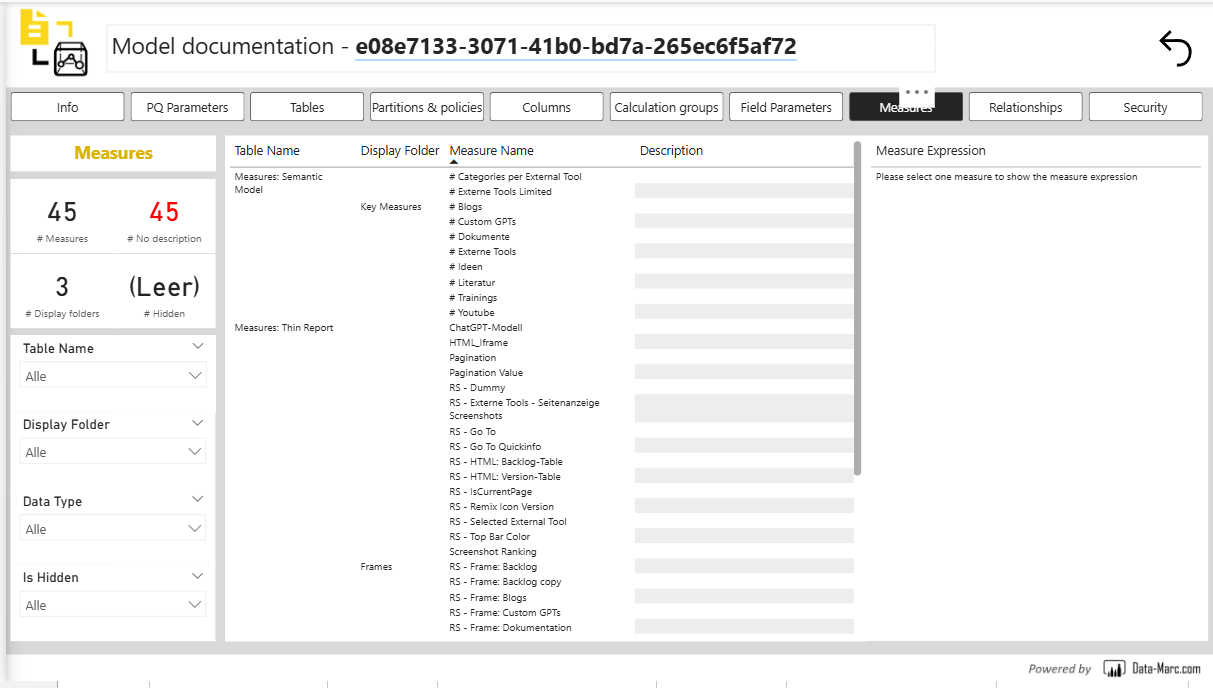 Model documentation - e08e7133-3071-41b0-bd7a-265ec6f5af72
Info
PQ Parameters
Tables
Partitions & policies
Columns
Calculation groups
Field Parameters
Measures
Relationships
Security
Measures
45
45
# Measures
# No description
3
(Leer)
# Display folders
# Hidden
Table Name
Alle
Display Folder
Alle
Data Type
Alle
Is Hidden
Alle
Table Name Display Folder Measure Name Description
Measures: Semantic # Categories per External Tool
Model
# Externe Tools Limited
Key Measures # Blogs
# Custom GPTs
# Dokumente
# Externe Tools
# Ideen
# Literatur
# Trainings
# Youtube
Measures: Thin Report ChatGPT-Modell
HTML_Iframe
Pagination
Pagination Value
RS - Dummy
RS - Externe Tools - Seitenanzeige
Screenshots
RS - Go To
RS - Go To Quickinfo
RS - HTML: Backlog-Table
RS - HTML: Version-Table
RS - IsCurrentPage
RS - Remix Icon Version
RS - Selected External Tool
RS - Top Bar Color
Screenshot Ranking
Frames RS - Frame: Backlog
RS - Frame: Backlog copy
RS - Frame: Blogs
RS - Frame: Custom GPTs
RS - Frame: Dokumentation
Measure Expression
Please select one measure to show the measure expression
Powered by Data-Marc.com